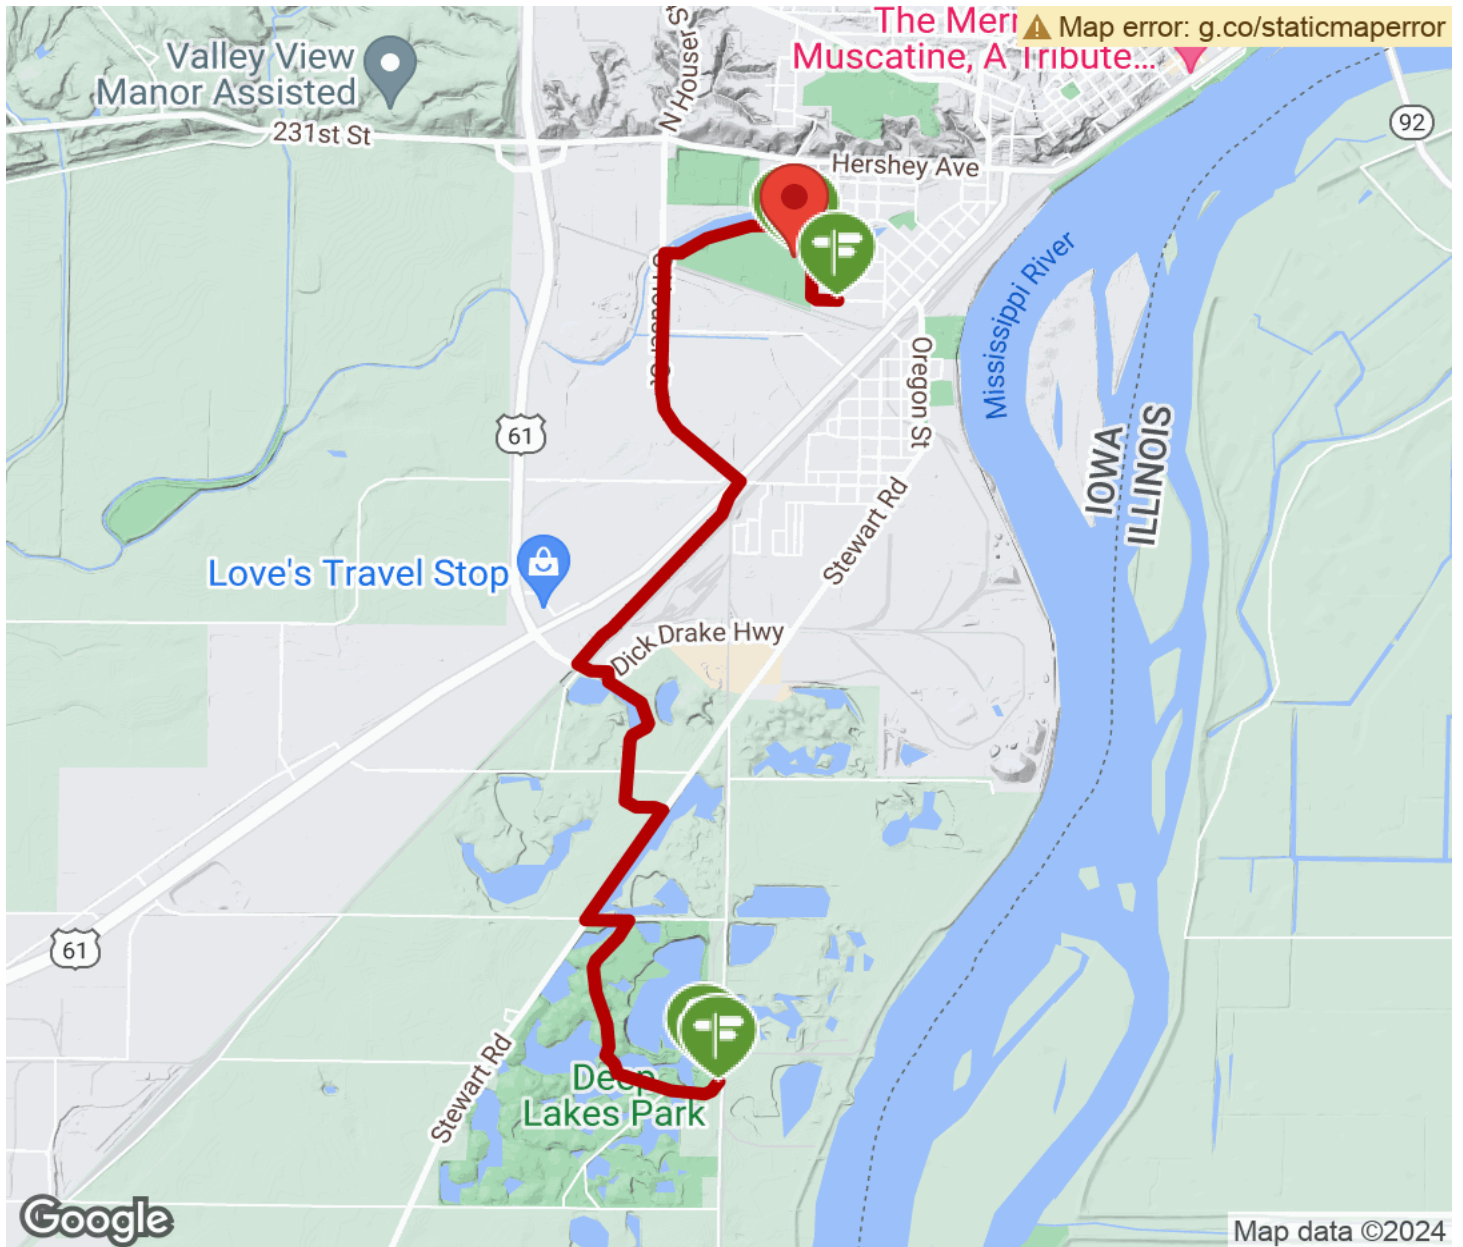 The Mer
Map error: g.co/staticmaperror
Muscatine, A Tribute...
Valley View
Manor Assisted
N Houser S
231st St
92
Hershey Ave
Mississippi River
Oregon St
61
IOWA
ILLINOIS
Stewart Rd
Love's Travel Stop
Dick Drake Hwy
61
Stewart Rd
Deep
Lakes Park
Google
Map data ©2024